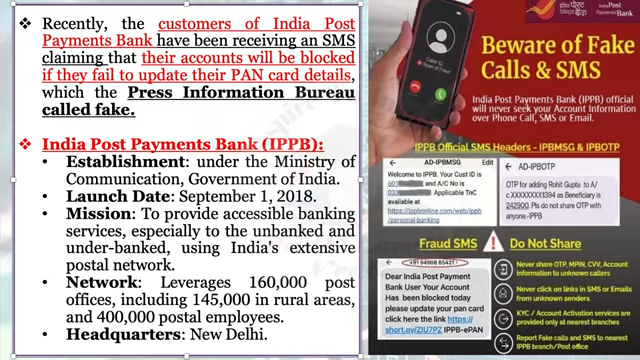 Recently, the customers of India Post
Payments Bank have been receiving an SMS
claiming that their accounts will be blocked
if they fail to update their PAN card details,
which the Press Information Bureau
called fake.
India Post Payments Bank (IPPB):
Establishment: under the Ministry of
Communication, Government of India.
Launch Date: September 1, 2018.
Mission: To provide accessible banking
services, especially to the unbanked and
under-banked, using India's extensive
postal network.
Network: Leverages 160,000 post
offices, including 145,000 in rural areas,
and 400,000 postal employees.
Headquarters: New Delhi.
India Post
Payments Bank
Caller ID
Beware of Fake
Calls & SMS
India Post Payments Bank (IPPB) official
will never seek your Account Information
over Phone Call, SMS or Email.
IPPB Official SMS Headers - IPBMSG & IPBOTP
AD-IPBMSG
Edit
Welcome to IPPB. Your Cust ID is
601
and A/C No is
033
. Applicable TnC
available at
https://ippbonline.com/web/ippb
/personal-banking
AD-IPBOTP
OTP for adding Rohit Gupta to A/
c XXXXXXXX394 as Beneficiary is
242900. Pls do not share OTP with
anyone.-IPPB
Fraud SMS
Do Not Share
+91 94908 65421
Dear India Post Payment
Bank User Your Account
Has been blocked today
please update your pan card
click here the link https://
short.gy/ZlU7PZ IPPB-ePAN
Never share OTP, MPIN, CVV, Account
information to unknown callers
Never click on links in SMS or Emails
from unknown senders
KYC / Account Activation services are
provided only at nearest branches
Report Fake calls and SMS to nearest
IPPB branch/Post office